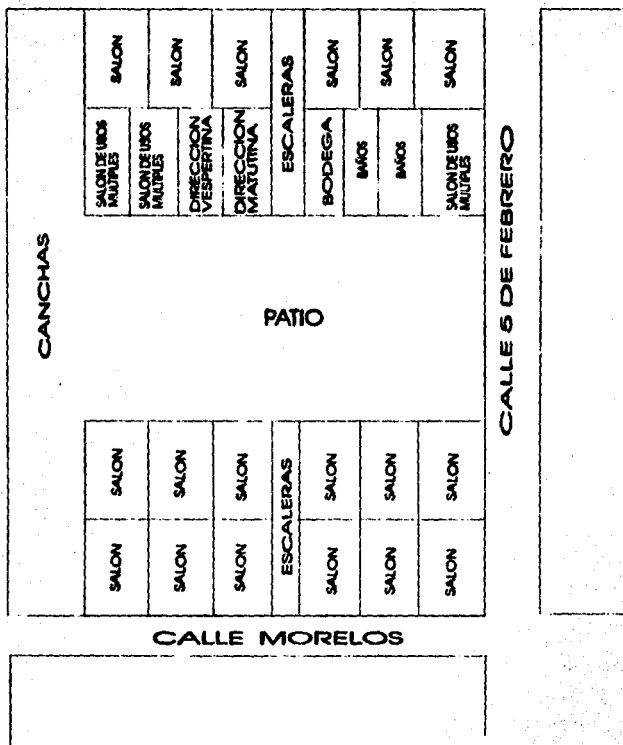 SALON
SALON
SALON
ESCALERAS
SALON
SALON
SALON
SALON DE USOS
MULTIPLES
SALON DE USOS
MULTIPLES
DIRECCION
VESPERTINA
DIRECCION
MATUTINA
BODEGA
BAÑOS
BAÑOS
SALON DE USOS
MULTIPLES
CANCHAS
PATIO
CALLE 5 DE FEBRERO
SALON
SALON
SALON
ESCALERAS
SALON
SALON
SALON
SALON
SALON
SALON
SALON
SALON
SALON
CALLE MORELOS